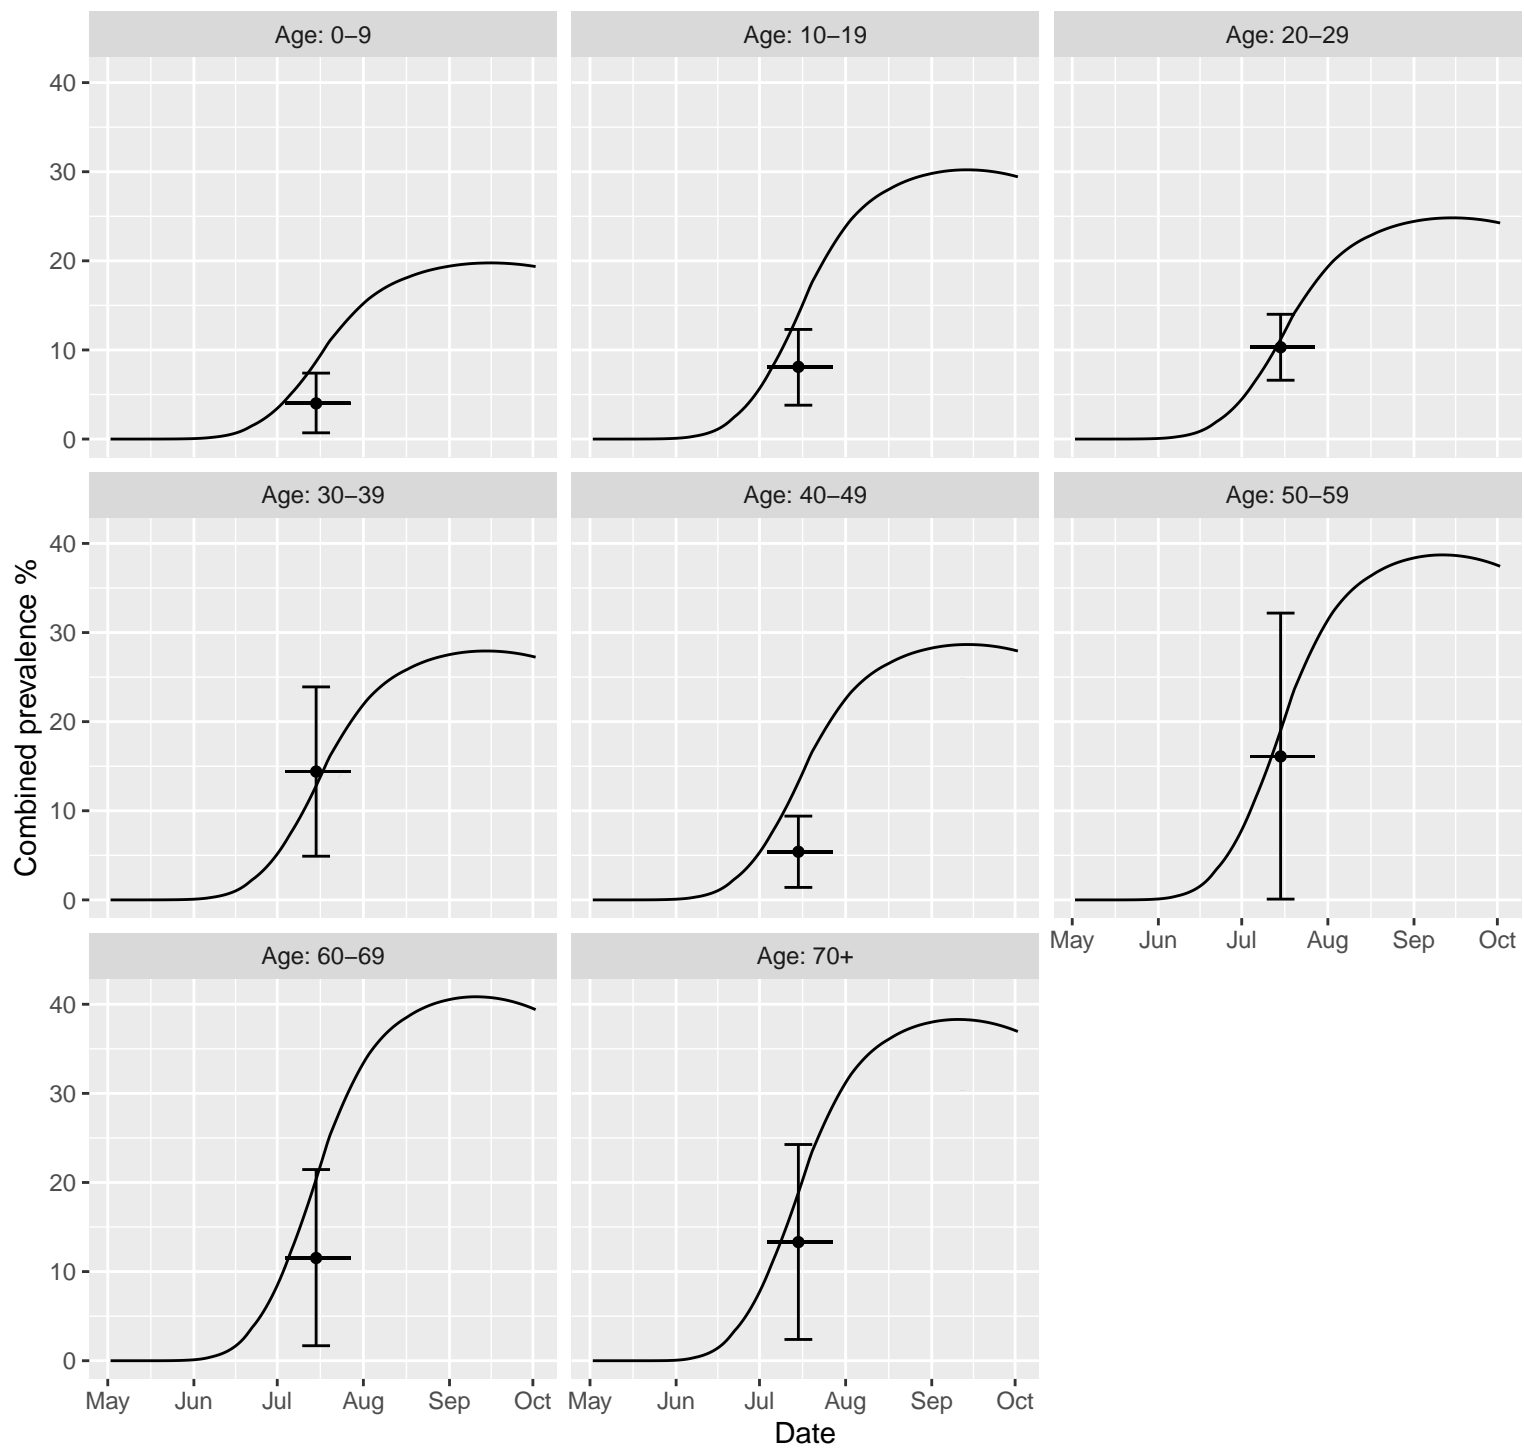 Age: 0–9
Age: 10–19
Age: 20–29
40
30
20
10
0
Age: 30–39
Age: 40–49
Age: 50–59
40
30
20
10
0
May Jun Jul Aug Sep Oct
Age: 60–69
Age: 70+
40
30
20
10
0
May Jun Jul Aug Sep Oct
May Jun Jul Aug Sep Oct
Combined prevalence %
Date